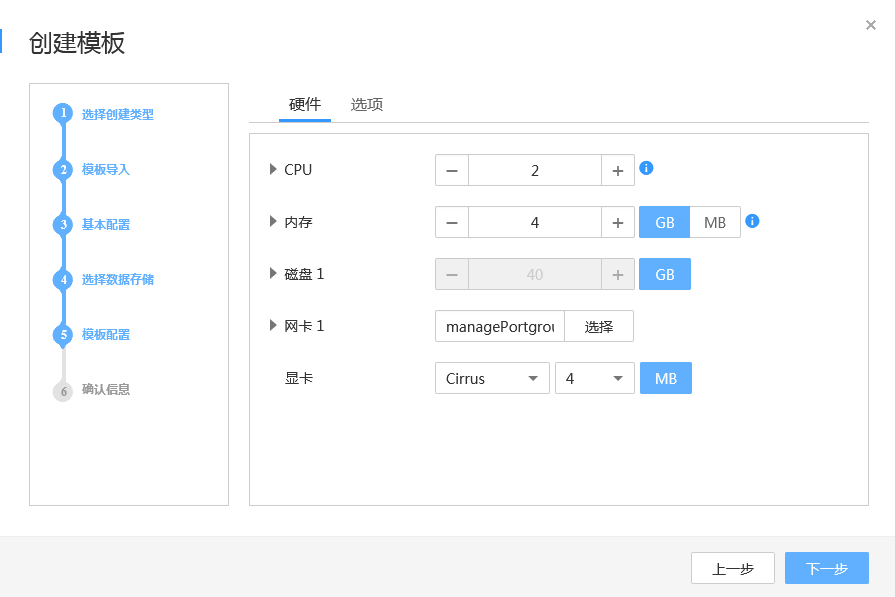 创建模板
×
1 选择创建类型
2 模板导入
3 基本配置
4 选择数据存储
5 模板配置
6 确认信息
硬件 选项
CPU − 2 + i
内存 − 4 + GB MB i
磁盘 1 − 40 + GB
网卡 1 managePortgrou 选择
显卡 Cirrus 4 MB
上一步 下一步